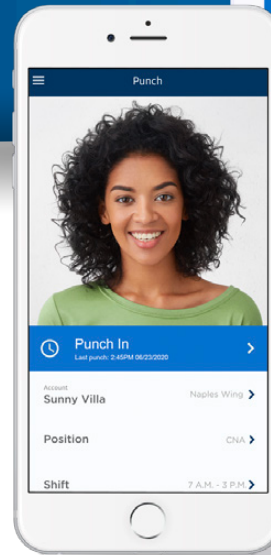 Punch
Punch In
Last punch: 2:45PM 06/23/2020
Account
Sunny Villa
Naples Wing
Position
CNA
Shift
7 A.M. - 3 P.M.